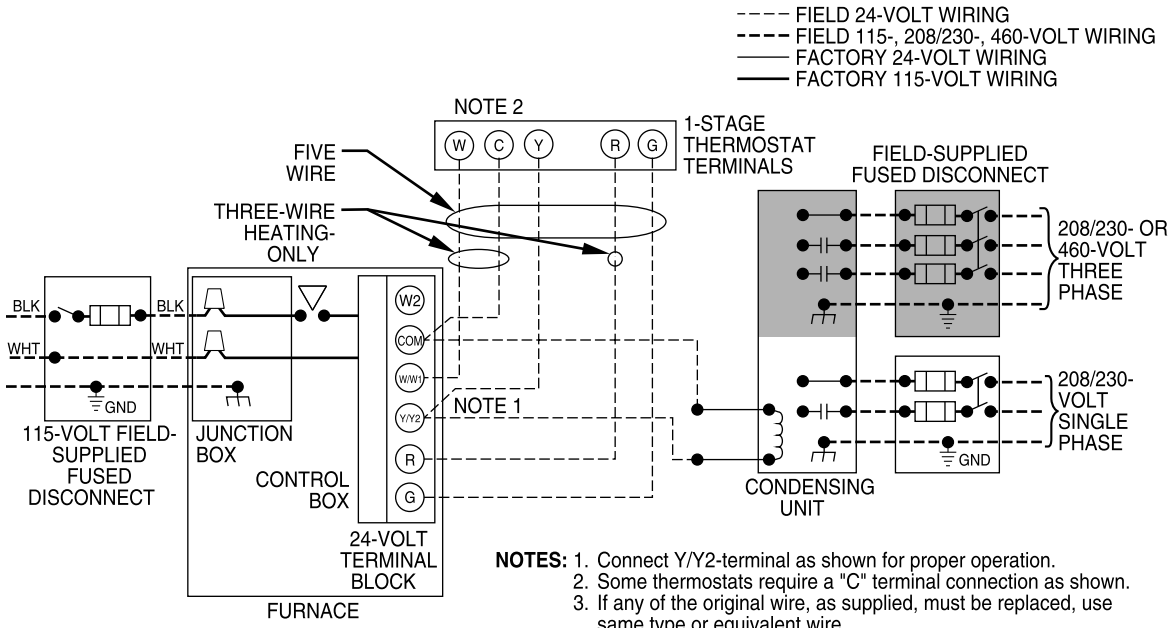 FIELD 24-VOLT WIRING
FIELD 115-, 208/230-, 460-VOLT WIRING
FACTORY 24-VOLT WIRING
FACTORY 115-VOLT WIRING
NOTE 2
W C Y R G
1-STAGE
THERMOSTAT
TERMINALS
FIVE
WIRE
THREE-WIRE
HEATING-
ONLY
FIELD-SUPPLIED
FUSED DISCONNECT
208/230- OR
460-VOLT
THREE
PHASE
BLK
BLK
WHT
WHT
GND
W2
COM
W/W1
Y/Y2
R
G
NOTE 1
208/230-
VOLT
SINGLE
PHASE
GND
115-VOLT FIELD-
SUPPLIED
FUSED
DISCONNECT
JUNCTION
BOX
CONTROL
BOX
24-VOLT
TERMINAL
BLOCK
FURNACE
CONDENSING
UNIT
NOTES: 1. Connect Y/Y2-terminal as shown for proper operation.
2. Some thermostats require a "C" terminal connection as shown.
3. If any of the original wire, as supplied, must be replaced, use
same type or equivalent wire.